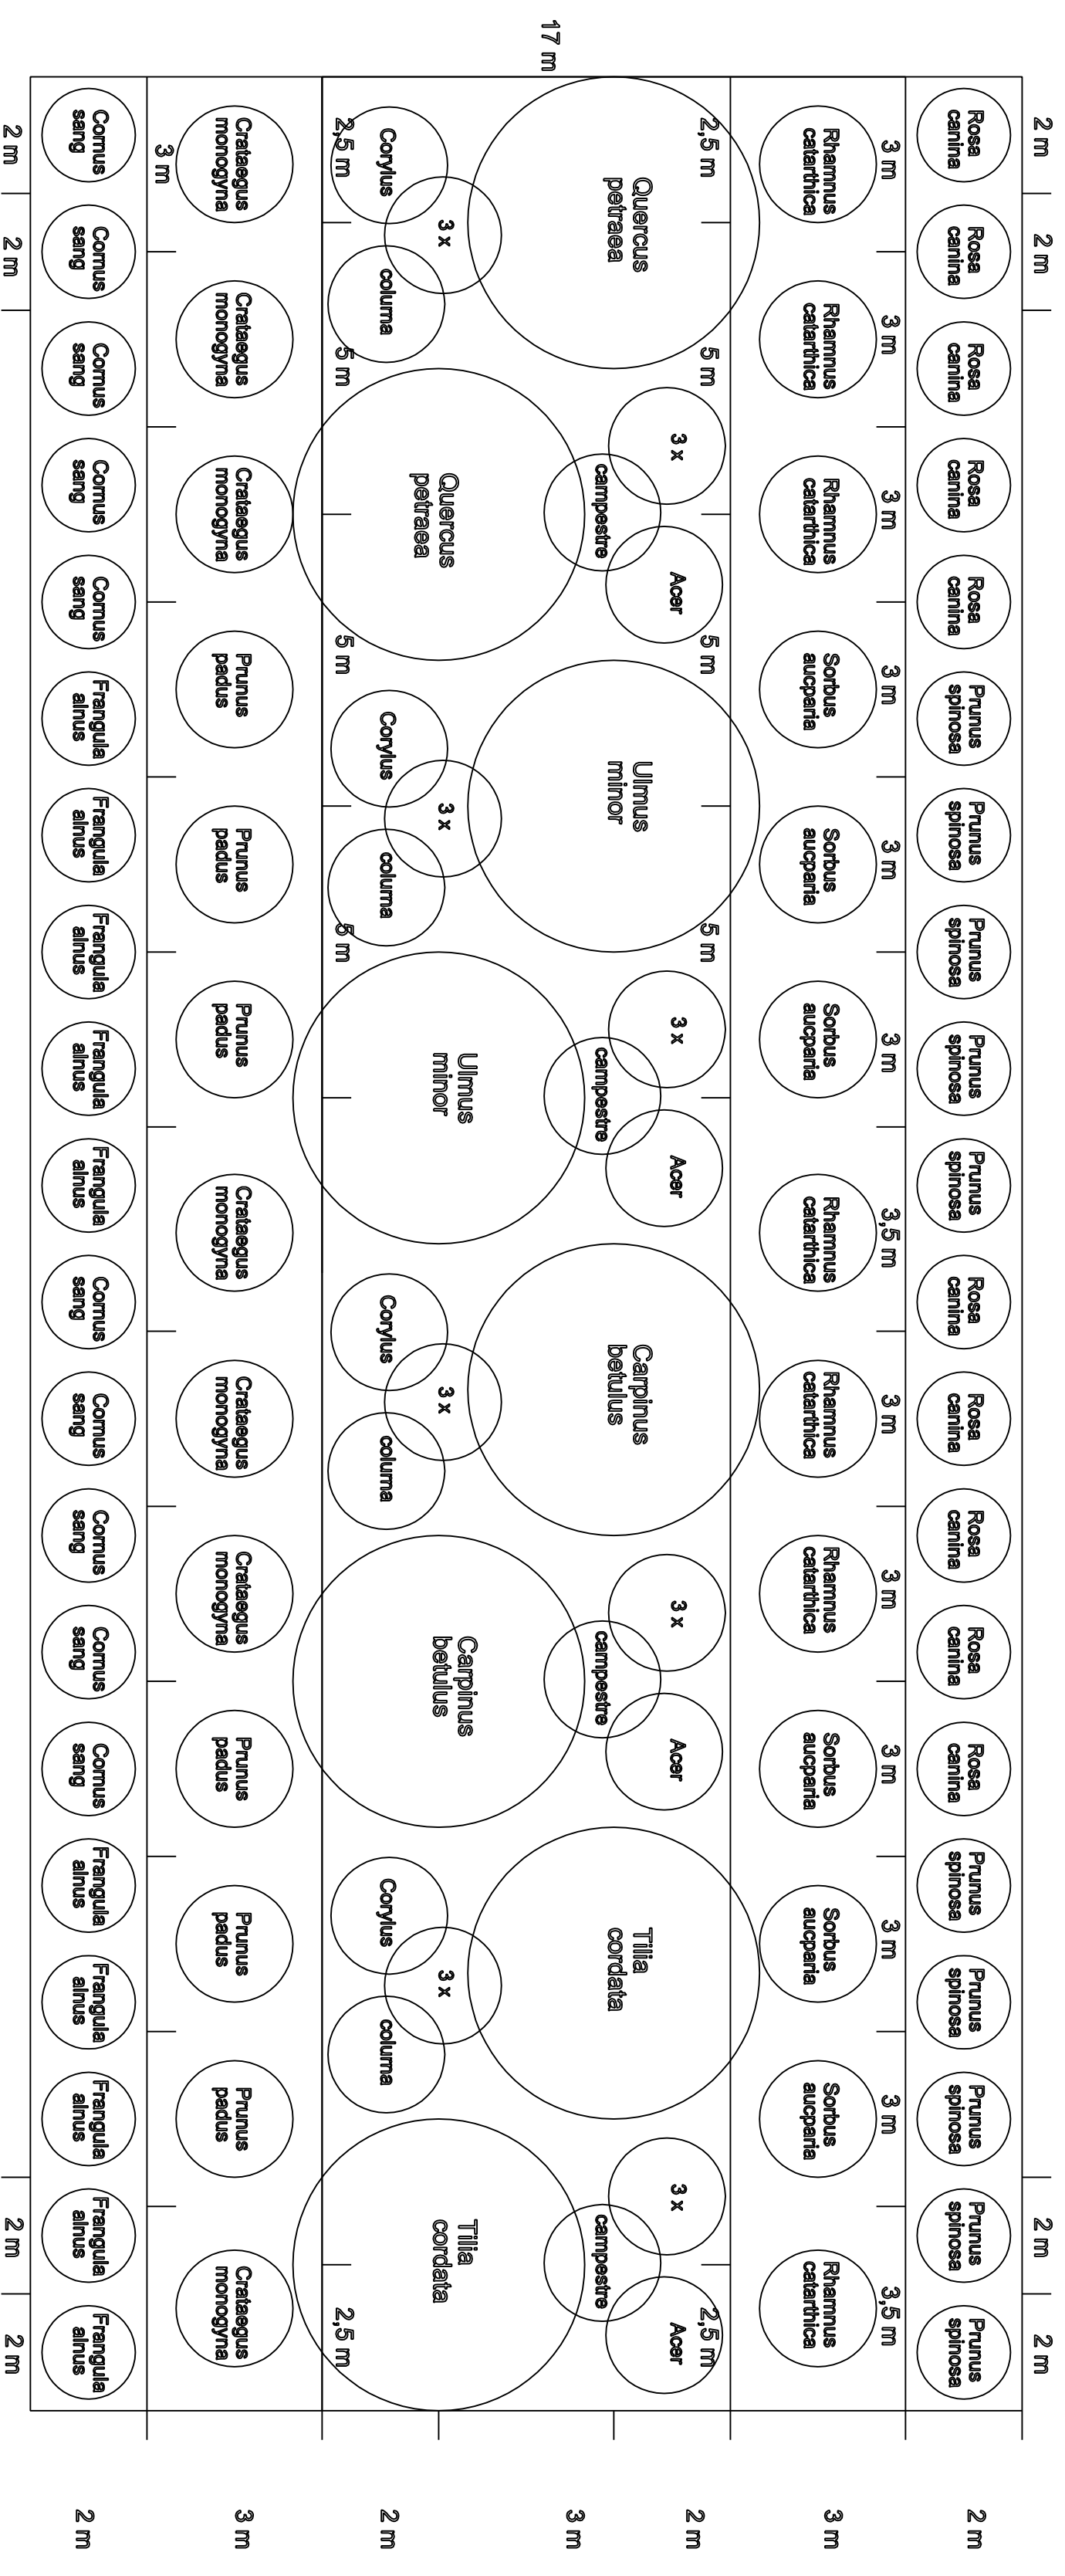 2 m 2 m 2 m 2 m
Rosa Rosa Rosa Rosa Rosa Prunus Prunus Prunus Prunus Prunus Rosa Rosa Rosa Rosa Rosa Prunus Prunus Prunus Prunus Prunus 2 m
canina canina canina canina canina spinosa spinosa spinosa spinosa spinosa canina canina canina canina canina spinosa spinosa spinosa spinosa spinosa
3 m 3 m 3 m 3 m 3 m 3 m 3,5 m 3 m 3 m 3 m 3 m 3 m 3,5 m
Rhamnus Rhamnus Rhamnus Sorbus Sorbus Sorbus Rhamnus Rhamnus Rhamnus Sorbus Sorbus Sorbus Rhamnus 3 m
catarthica catarthica catarthica aucparia aucparia aucparia catarthica catarthica catarthica aucparia aucparia aucparia catarthica
2,5 m 5 m 5 m 5 m 2,5 m 2 m
3 x Acer 3 x Acer 3 x Acer 3 x Acer
Quercus Ulmus Carpinus Tilia
petraea minor betulus cordata
campestre campestre campestre campestre
17 m 3 m
Quercus Ulmus Carpinus Tilia
petraea minor betulus cordata
3 x 3 x 3 x 3 x
Corylus colurna Corylus colurna Corylus colurna Corylus colurna 2 m
2,5 m 5 m 5 m 5 m 2,5 m
Crataegus Crataegus Crataegus Prunus Prunus Prunus Crataegus Crataegus Crataegus Prunus Prunus Prunus Crataegus 3 m
monogyna monogyna monogyna padus padus padus monogyna monogyna monogyna padus padus padus monogyna
3 m
Cornus Cornus Cornus Cornus Cornus Frangula Frangula Frangula Frangula Frangula Cornus Cornus Cornus Cornus Cornus Frangula Frangula Frangula Frangula Frangula 2 m
sang sang sang sang sang alnus alnus alnus alnus alnus sang sang sang sang sang alnus alnus alnus alnus alnus
2 m 2 m 2 m 2 m